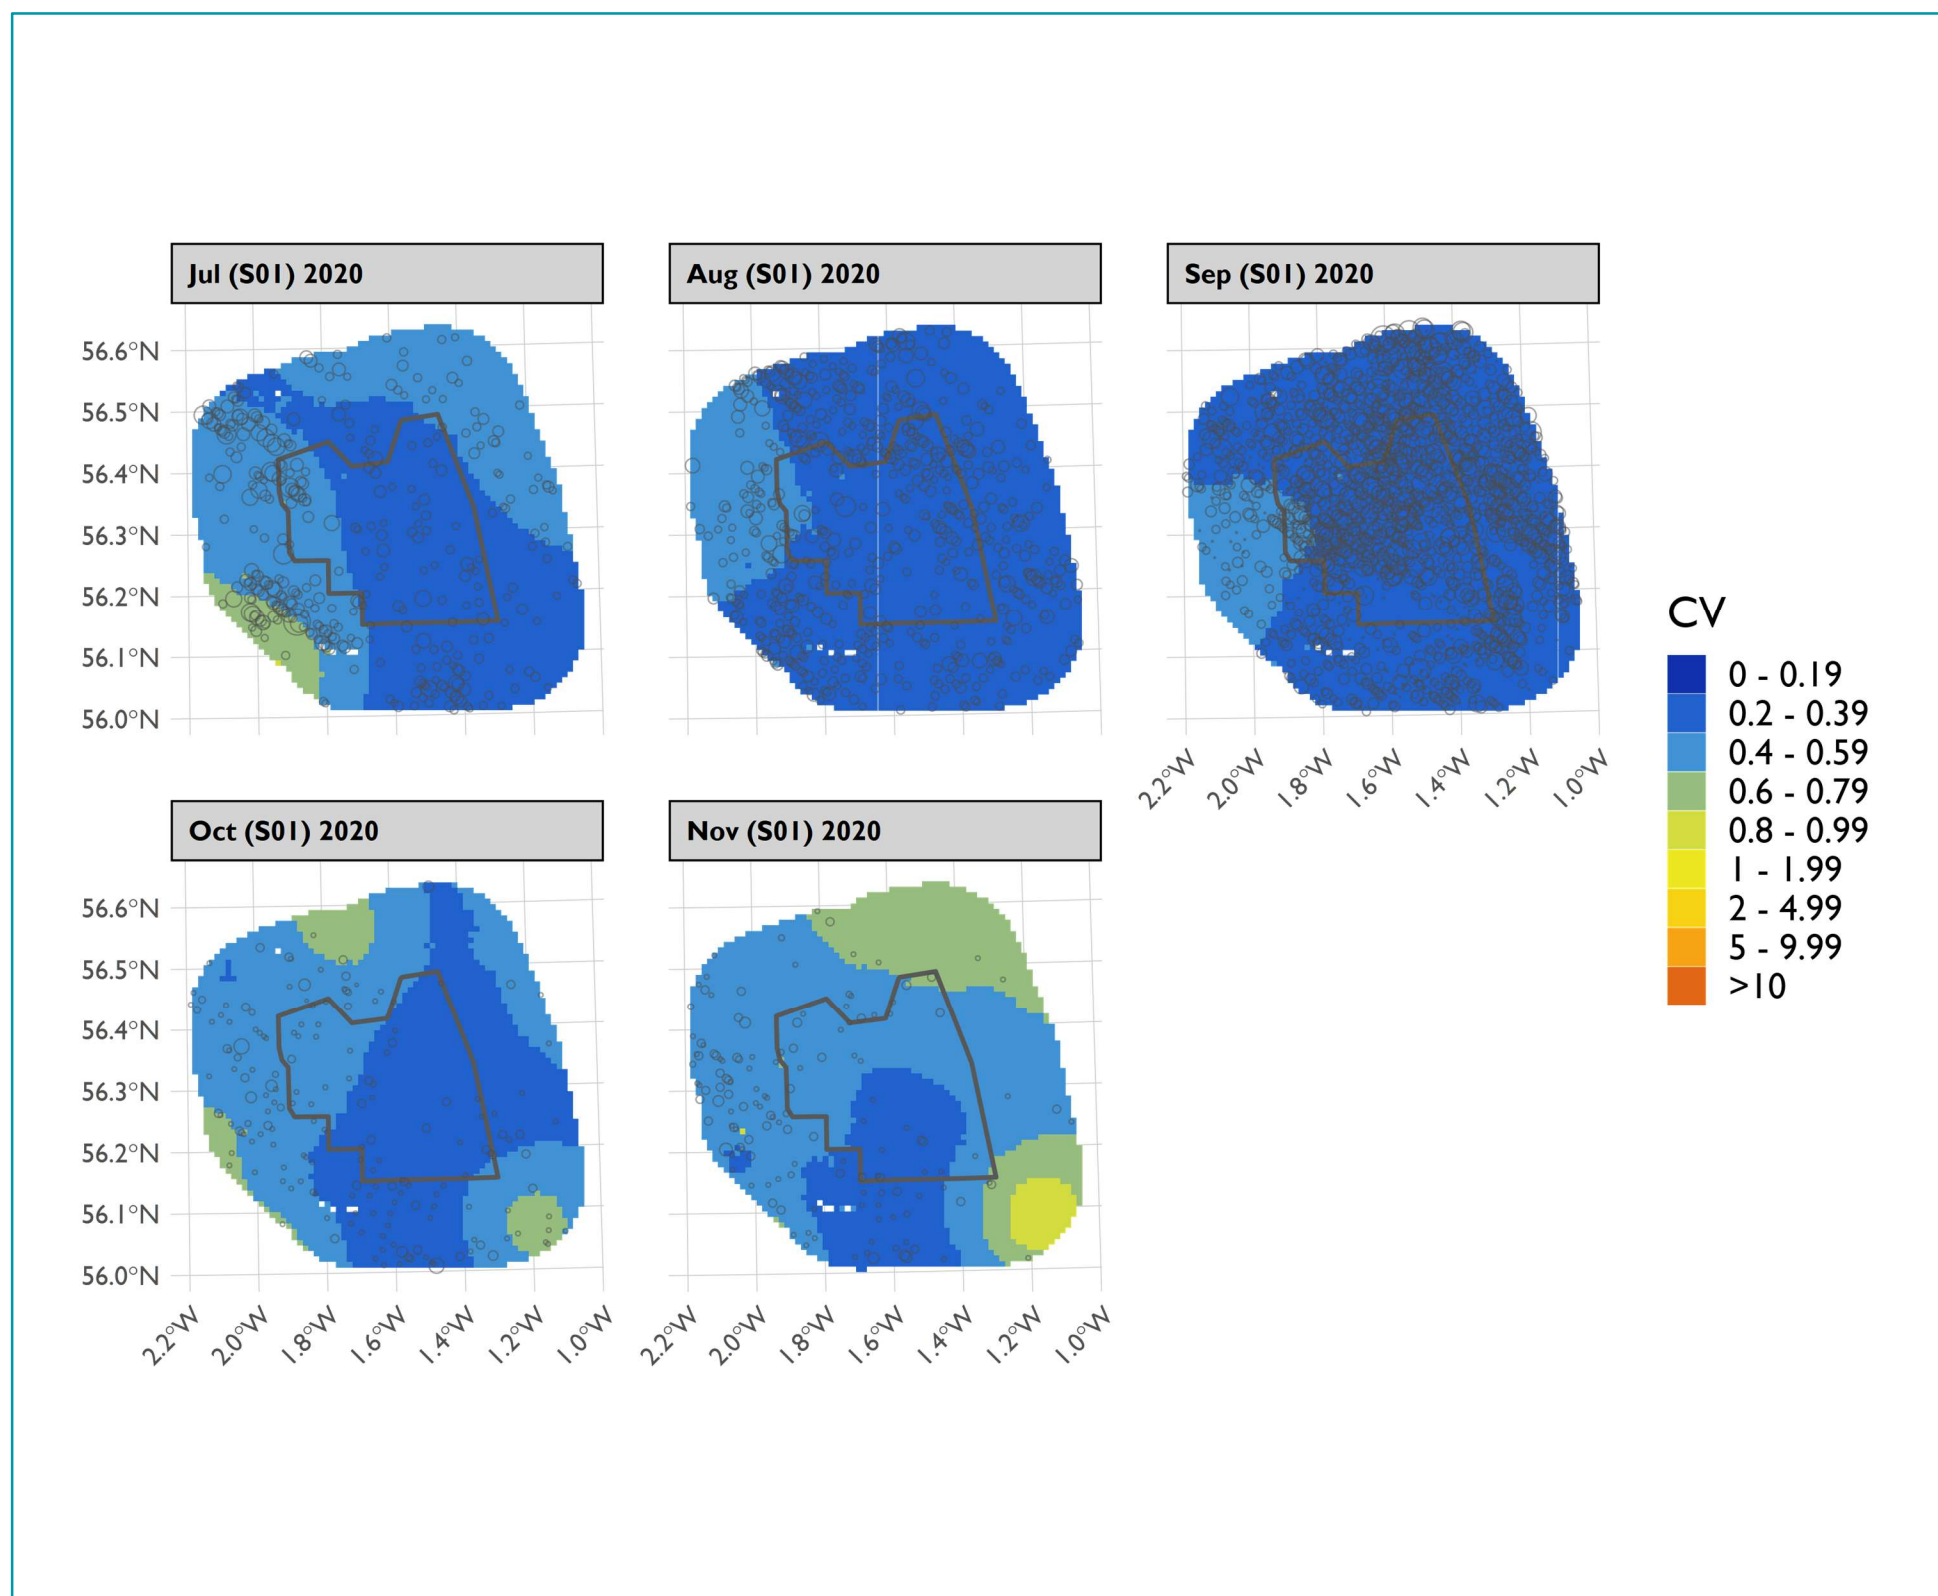 Jul (S01) 2020
Aug (S01) 2020
Sep (S01) 2020
56.6°N
56.5°N
56.4°N
56.3°N
56.2°N
56.1°N
56.0°N
2.2°W
2.0°W
1.8°W
1.6°W
1.4°W
1.2°W
1.0°W
CV
0 - 0.19
0.2 - 0.39
0.4 - 0.59
0.6 - 0.79
0.8 - 0.99
1 - 1.99
2 - 4.99
5 - 9.99
>10
Oct (S01) 2020
Nov (S01) 2020
56.6°N
56.5°N
56.4°N
56.3°N
56.2°N
56.1°N
56.0°N
2.2°W
2.0°W
1.8°W
1.6°W
1.4°W
1.2°W
1.0°W
2.2°W
2.0°W
1.8°W
1.6°W
1.4°W
1.2°W
1.0°W